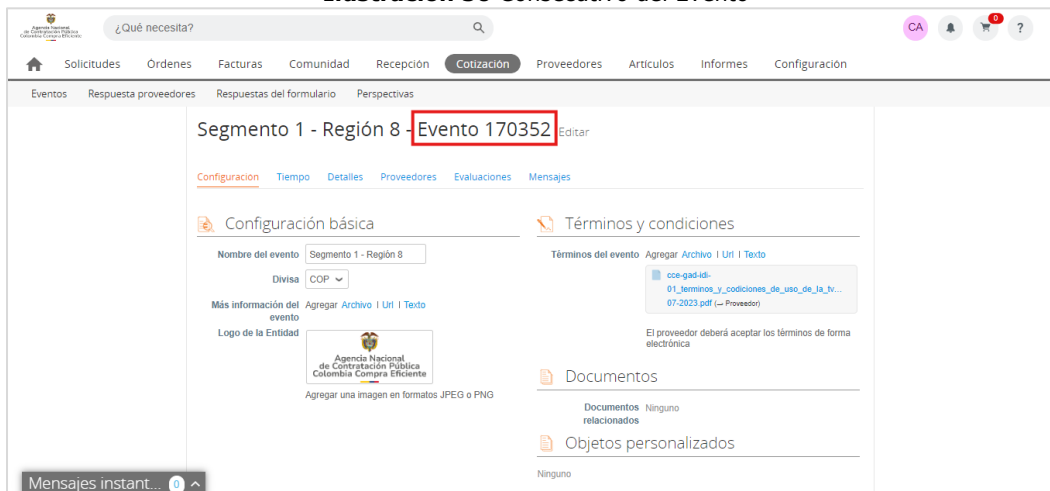 Agencia Nacional
de Contratación Pública
Colombia Compra Eficiente
¿Qué necesita?
CA
0
?
Solicitudes Órdenes Facturas Comunidad Recepción Cotización Proveedores Artículos Informes Configuración
Eventos Respuesta proveedores Respuestas del formulario Perspectivas
Segmento 1 - Región 8 - Evento 170352 Editar
Configuración Tiempo Detalles Proveedores Evaluaciones Mensajes
Configuración básica
Nombre del evento Segmento 1 - Región 8
Divisa COP
Más información del evento Agregar Archivo | Url | Texto
Logo de la Entidad
Agencia Nacional
de Contratación Pública
Colombia Compra Eficiente
Agregar una imagen en formatos JPEG o PNG
Términos y condiciones
Términos del evento Agregar Archivo | Url | Texto
cce-gad-idi-
01_terminos_y_codiciones_de_uso_de_la_tv...
07-2023.pdf (→ Proveedor)
El proveedor deberá aceptar los términos de forma
electrónica
Documentos
Documentos relacionados Ninguno
Objetos personalizados
Ninguno
Mensajes instant... 0